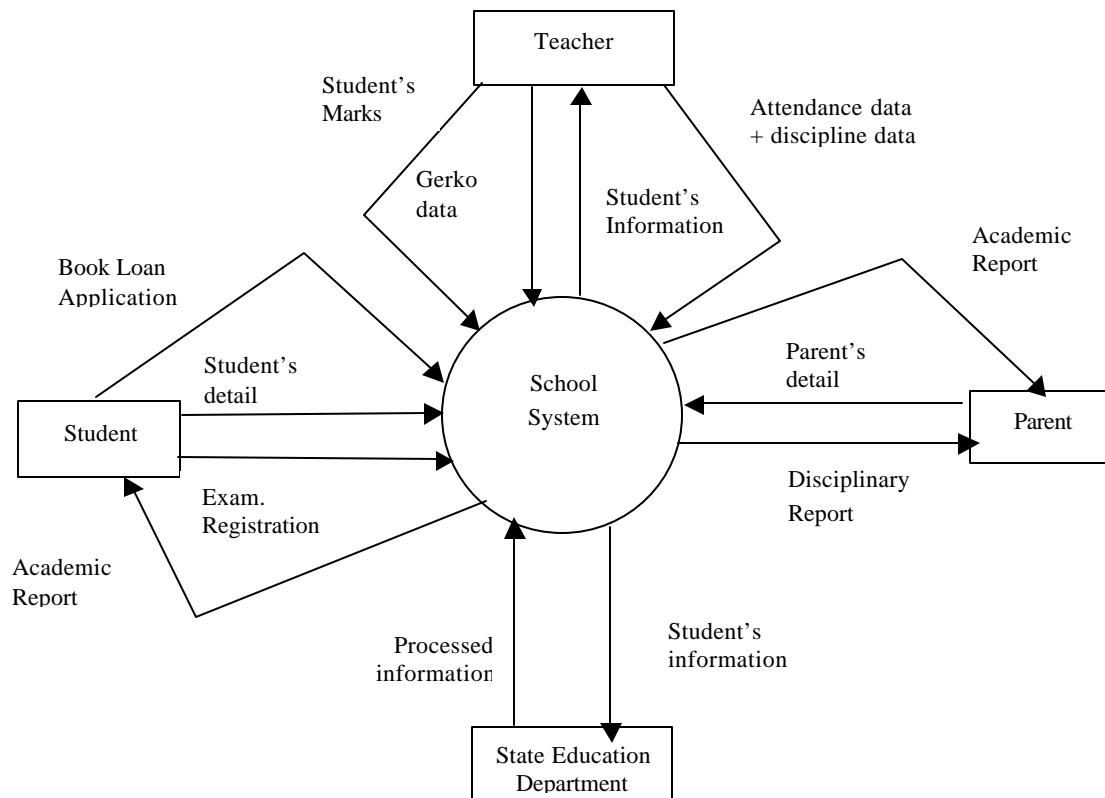 Teacher
Student’s
Marks
Attendance data
+ discipline data
Gerko
data
Student’s
Information
Academic
Report
Book Loan
Application
Student’s
detail
Parent’s
detail
School
System
Student
Parent
Exam.
Registration
Disciplinary
Report
Academic
Report
Processed
information
Student’s
information
State Education
Department